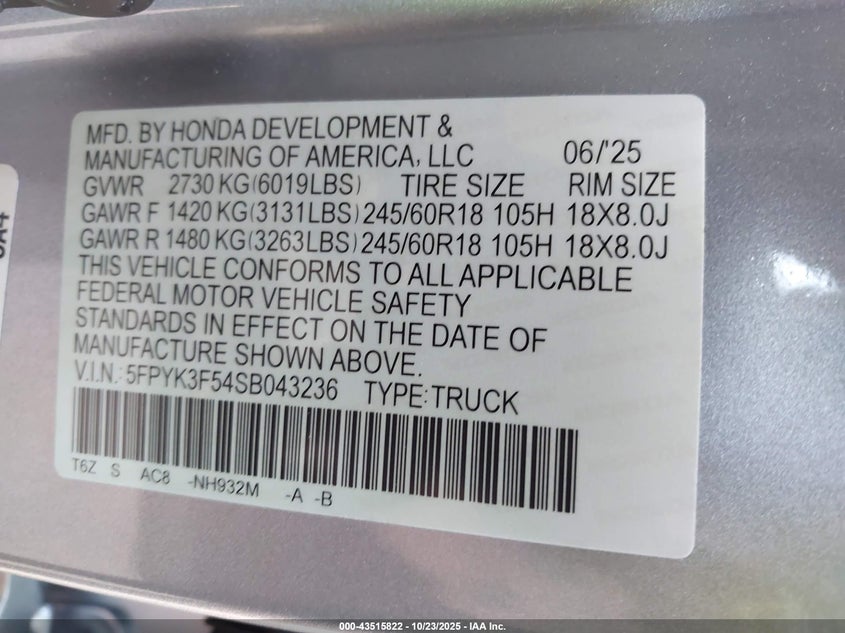 MFD. BY HONDA DEVELOPMENT &
MANUFACTURING OF AMERICA, LLC 06/'25
GVWR 2730 KG(6019LBS) TIRE SIZE RIM SIZE
GAWR F 1420 KG(3131LBS) 245/60R18 105H 18X8.0J
GAWR R 1480 KG(3263LBS) 245/60R18 105H 18X8.0J
THIS VEHICLE CONFORMS TO ALL APPLICABLE
FEDERAL MOTOR VEHICLE SAFETY
STANDARDS IN EFFECT ON THE DATE OF
MANUFACTURE SHOWN ABOVE.
V.I.N.: 5FPYK3F54SB043236 TYPE: TRUCK
T6Z S AC8 -NH932M -A -B
000-43515822 | 10/23/2025 | IAA Inc.